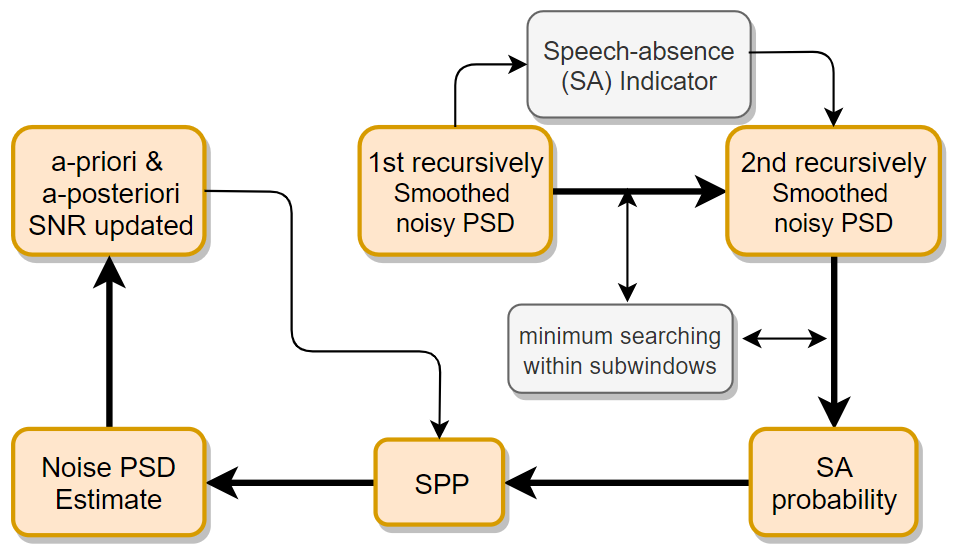 Speech-absence
(SA) Indicator
a-priori &
a-posteriori
SNR updated
1st recursively
Smoothed
noisy PSD
2nd recursively
Smoothed
noisy PSD
minimum searching
within subwindows
Noise PSD
Estimate
SPP
SA
probability